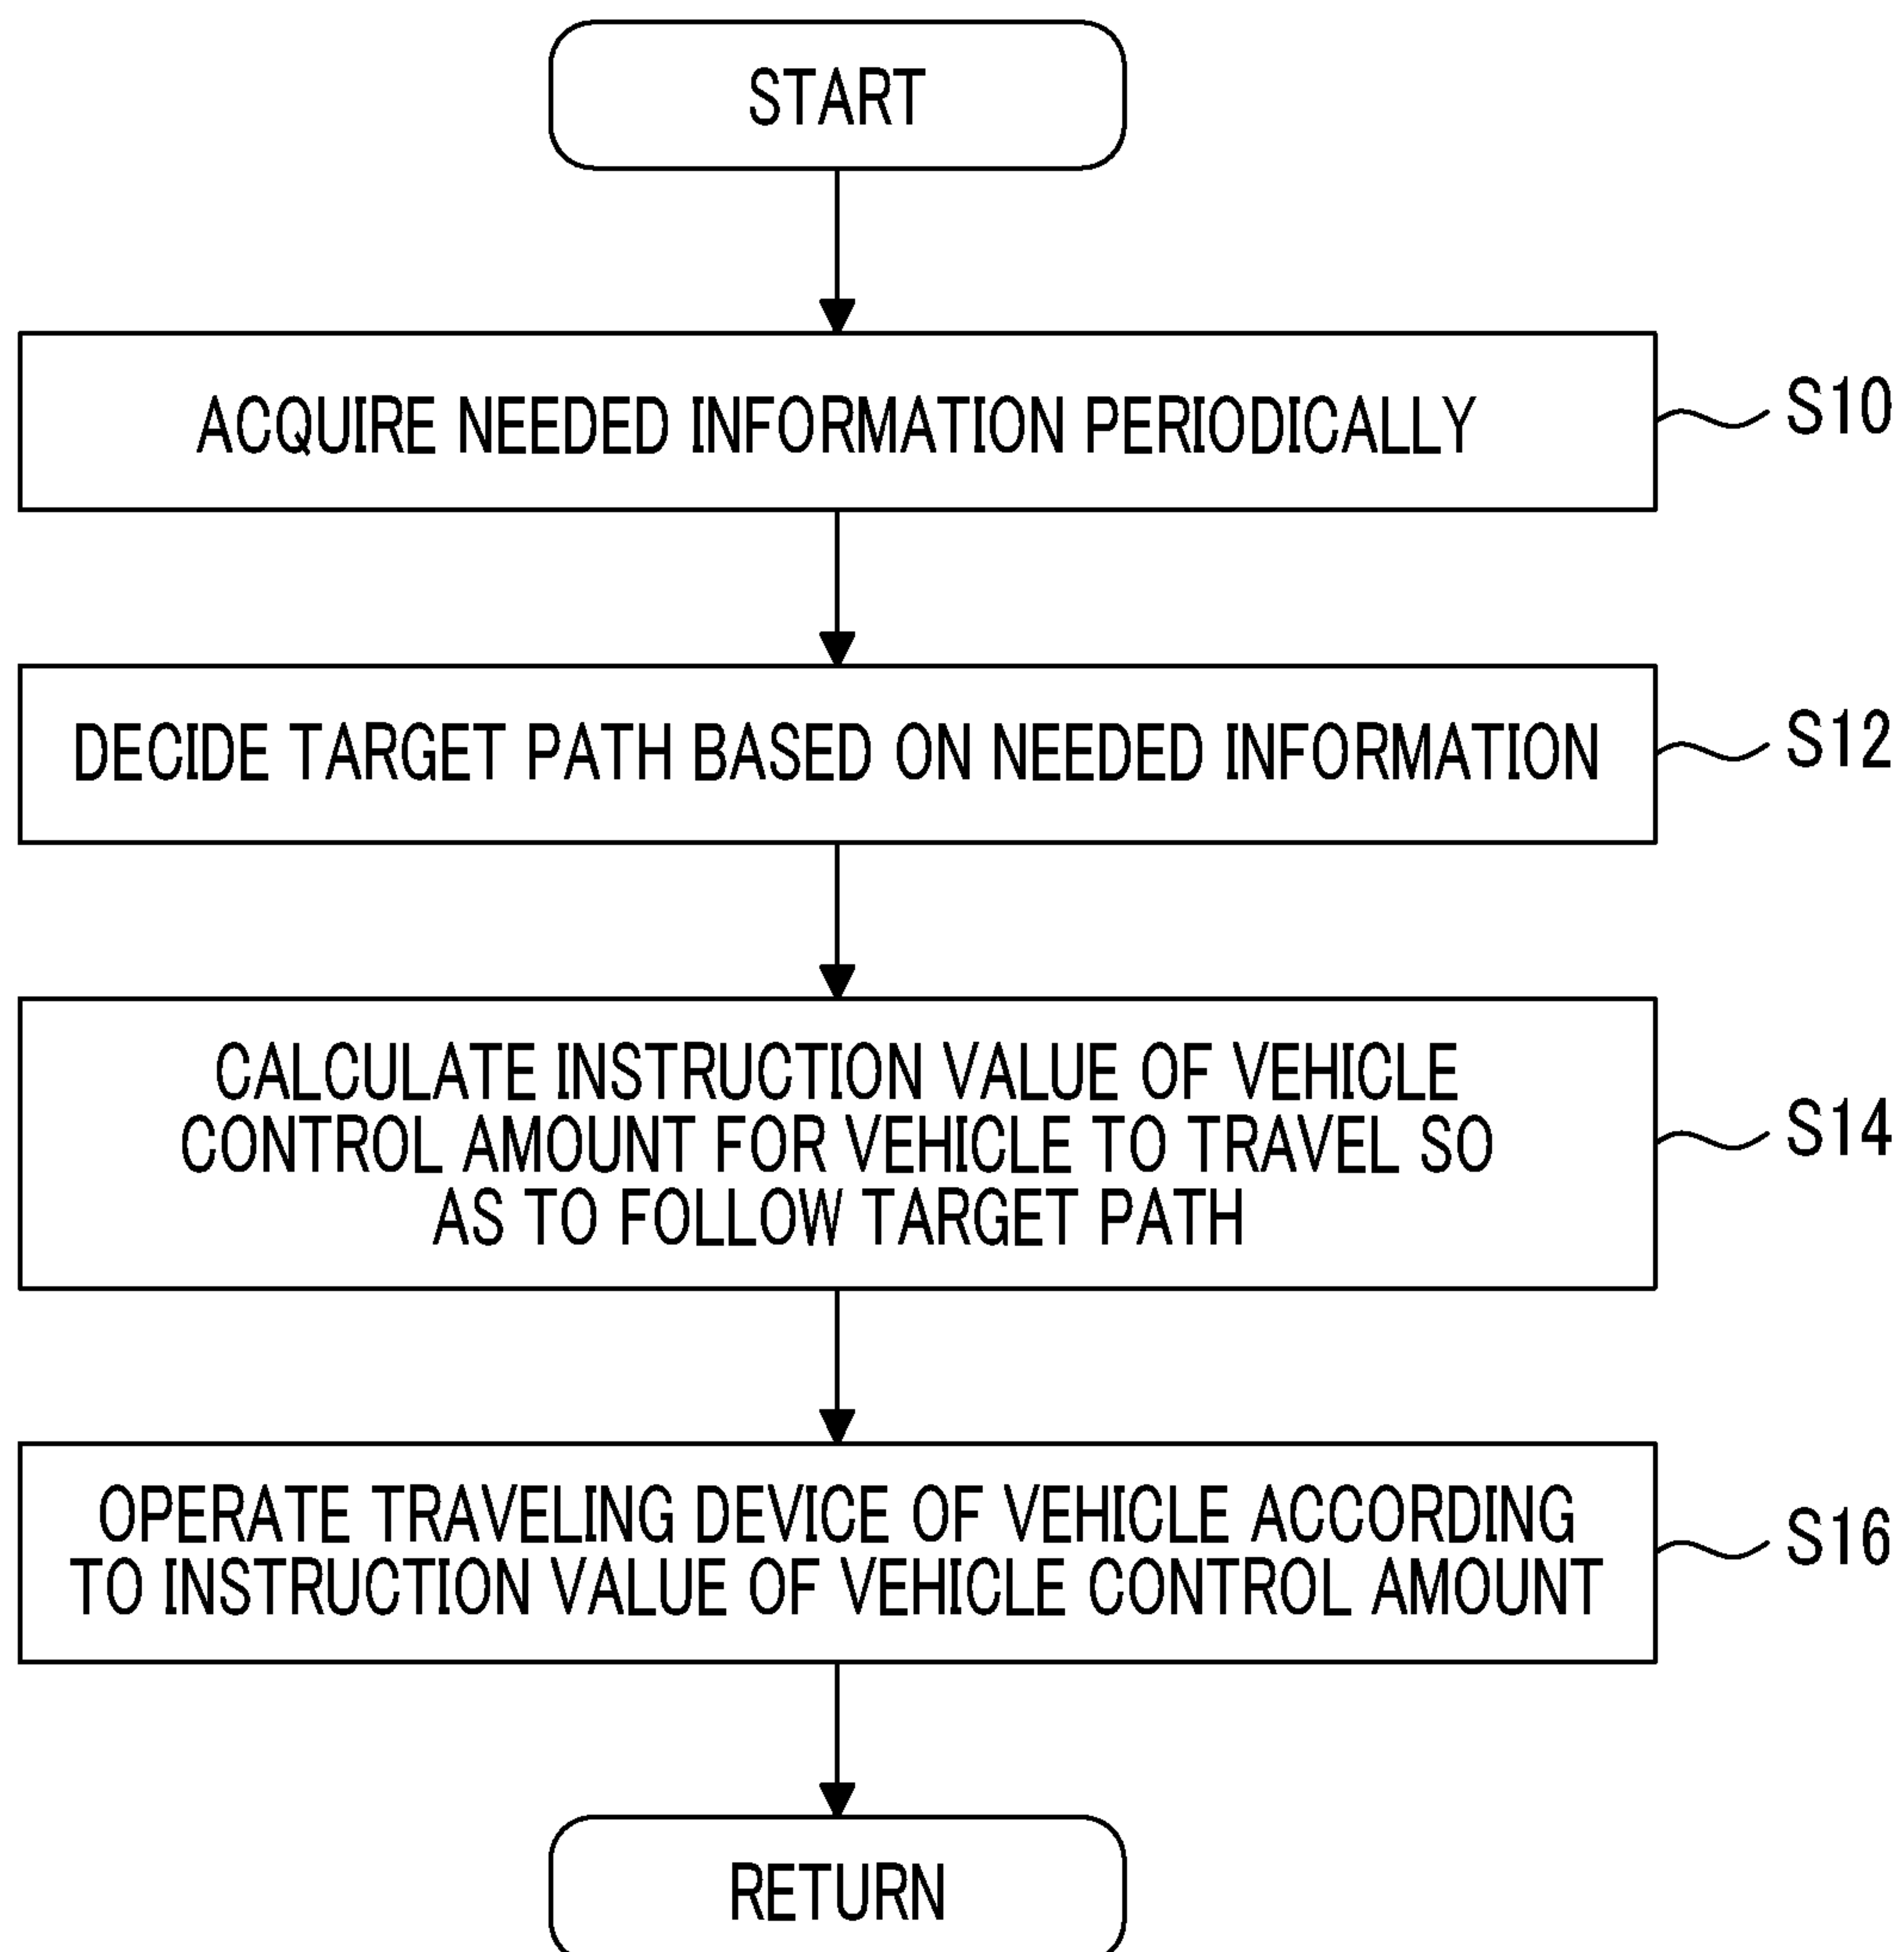 START
ACQUIRE NEEDED INFORMATION PERIODICALLY
S10
DECIDE TARGET PATH BASED ON NEEDED INFORMATION
S12
CALCULATE INSTRUCTION VALUE OF VEHICLE
CONTROL AMOUNT FOR VEHICLE TO TRAVEL SO
AS TO FOLLOW TARGET PATH
S14
OPERATE TRAVELING DEVICE OF VEHICLE ACCORDING
TO INSTRUCTION VALUE OF VEHICLE CONTROL AMOUNT
S16
RETURN